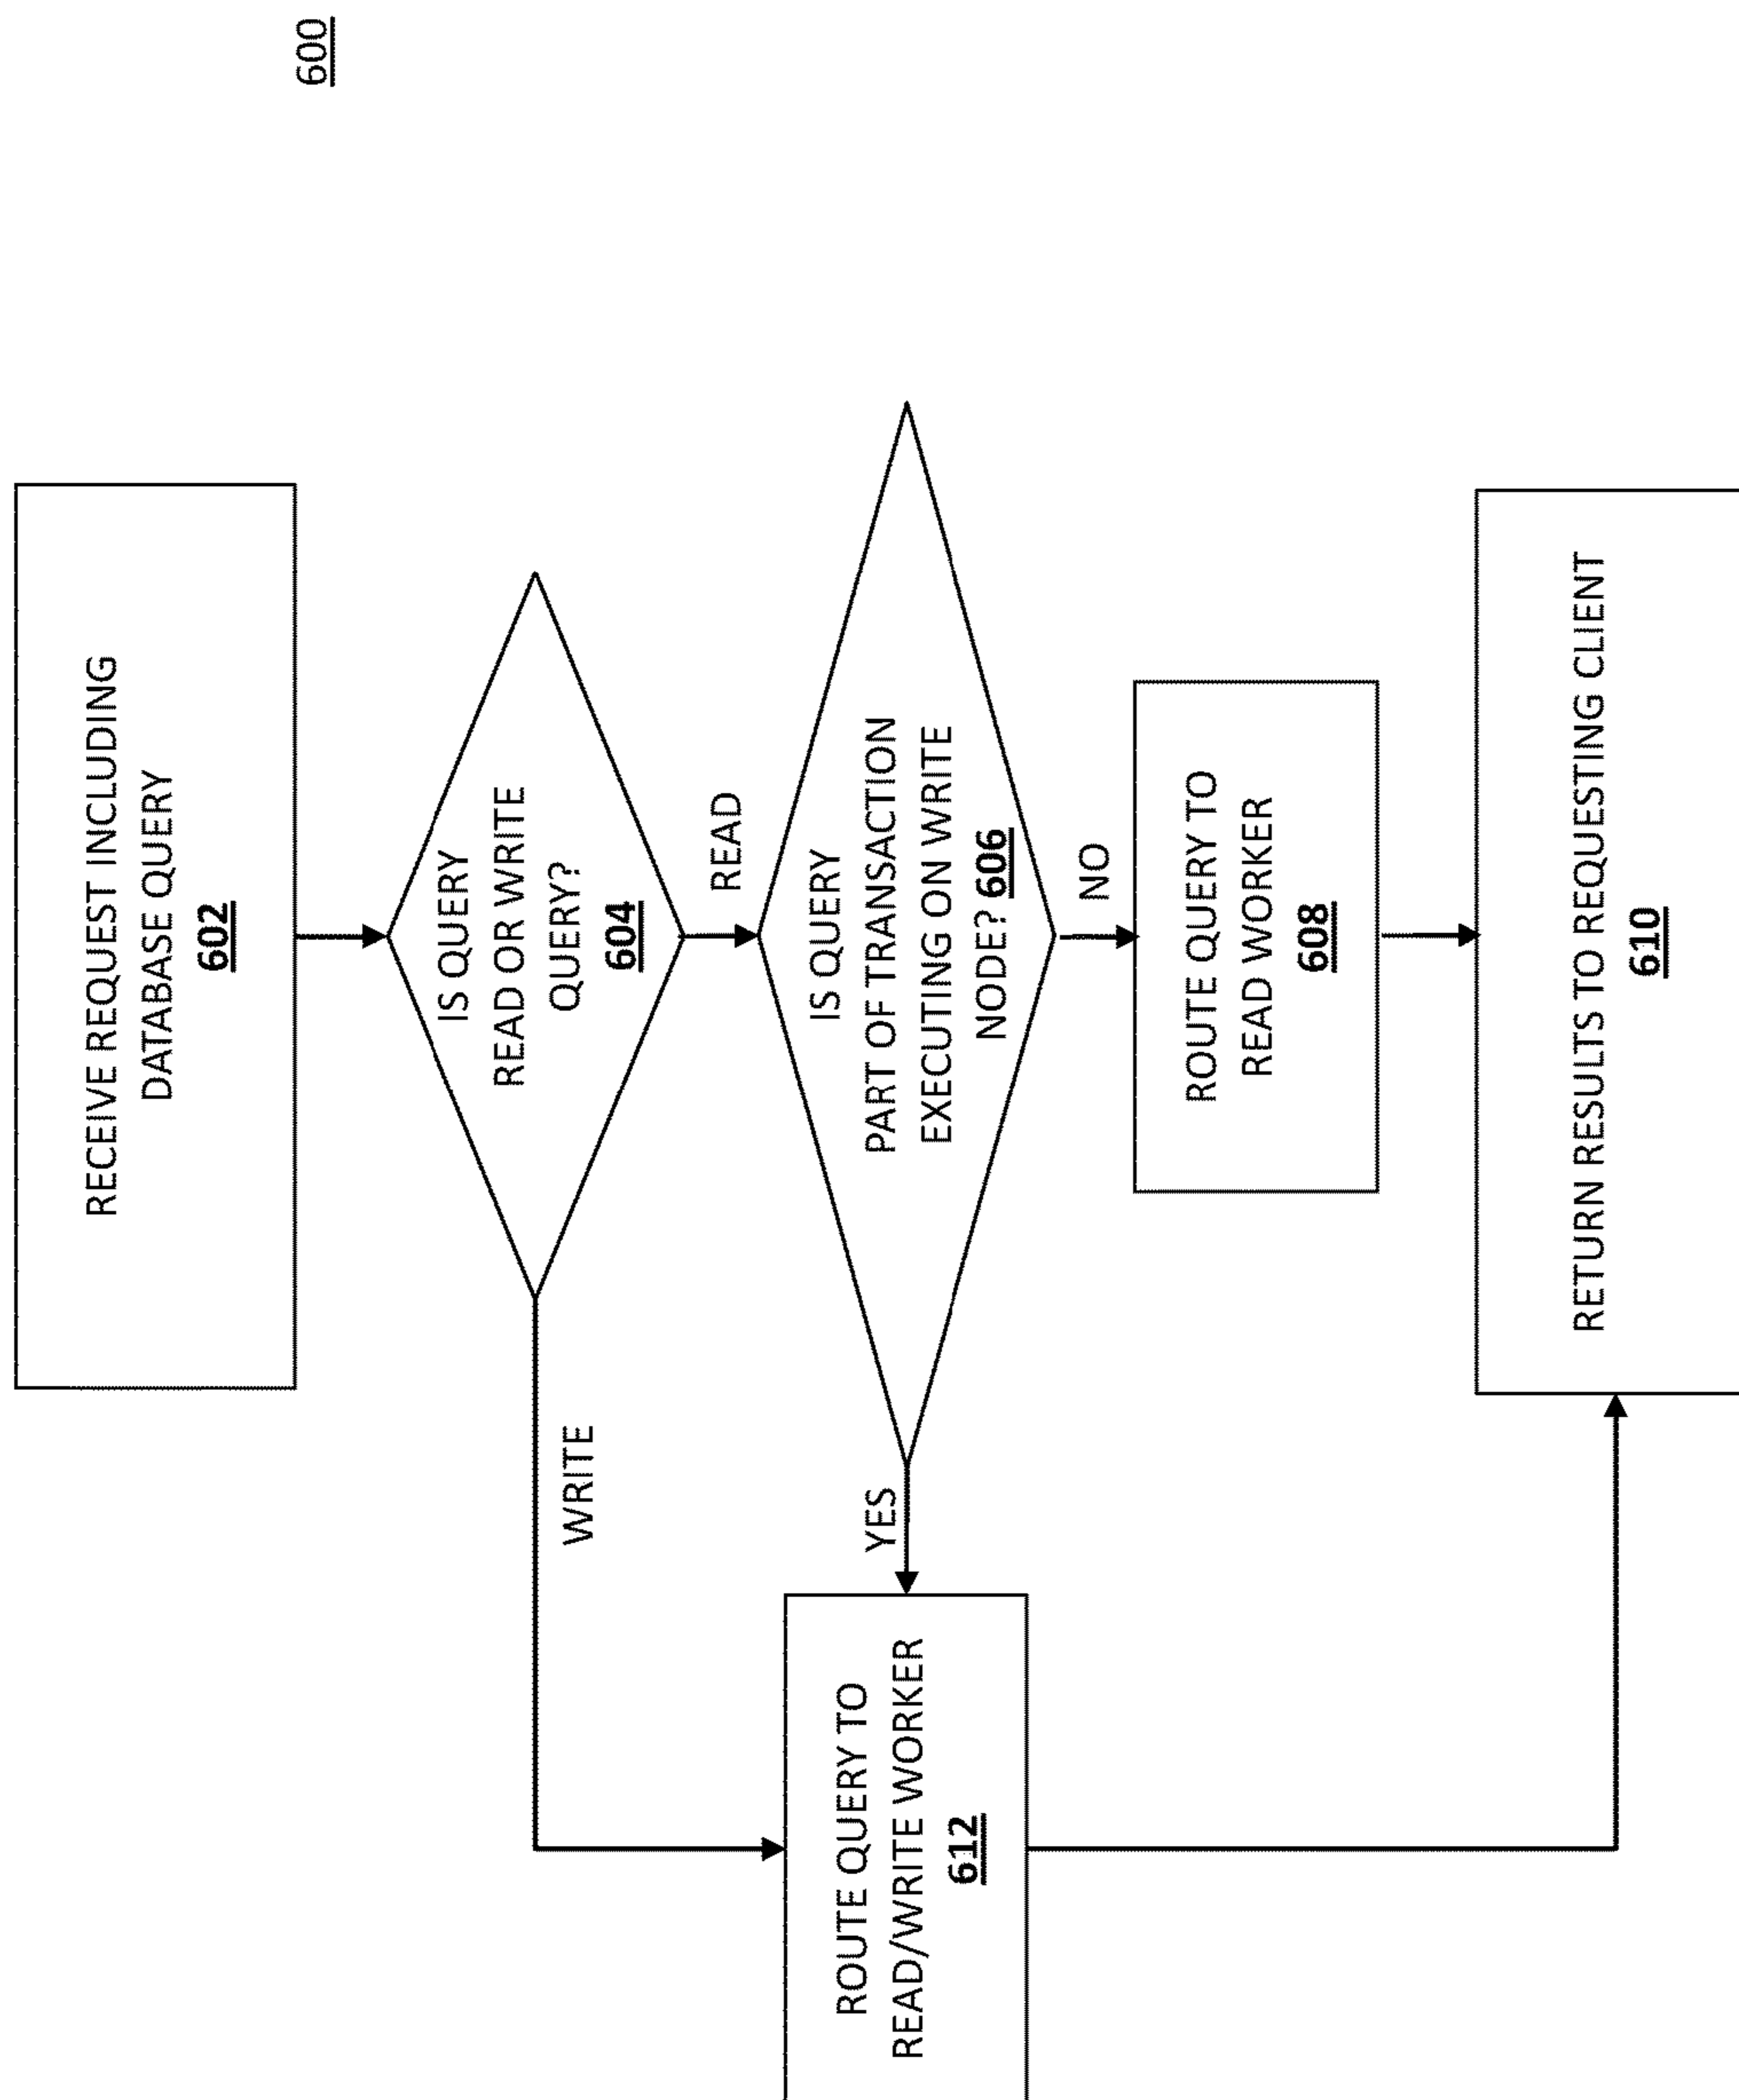 600
RECEIVE REQUEST INCLUDING
DATABASE QUERY
602
IS QUERY
READ OR WRITE
QUERY?
604
READ
WRITE
IS QUERY
PART OF TRANSACTION
EXECUTING ON WRITE
NODE? 606
YES
NO
ROUTE QUERY TO
READ WORKER
608
ROUTE QUERY TO
READ/WRITE WORKER
612
RETURN RESULTS TO REQUESTING CLIENT
610